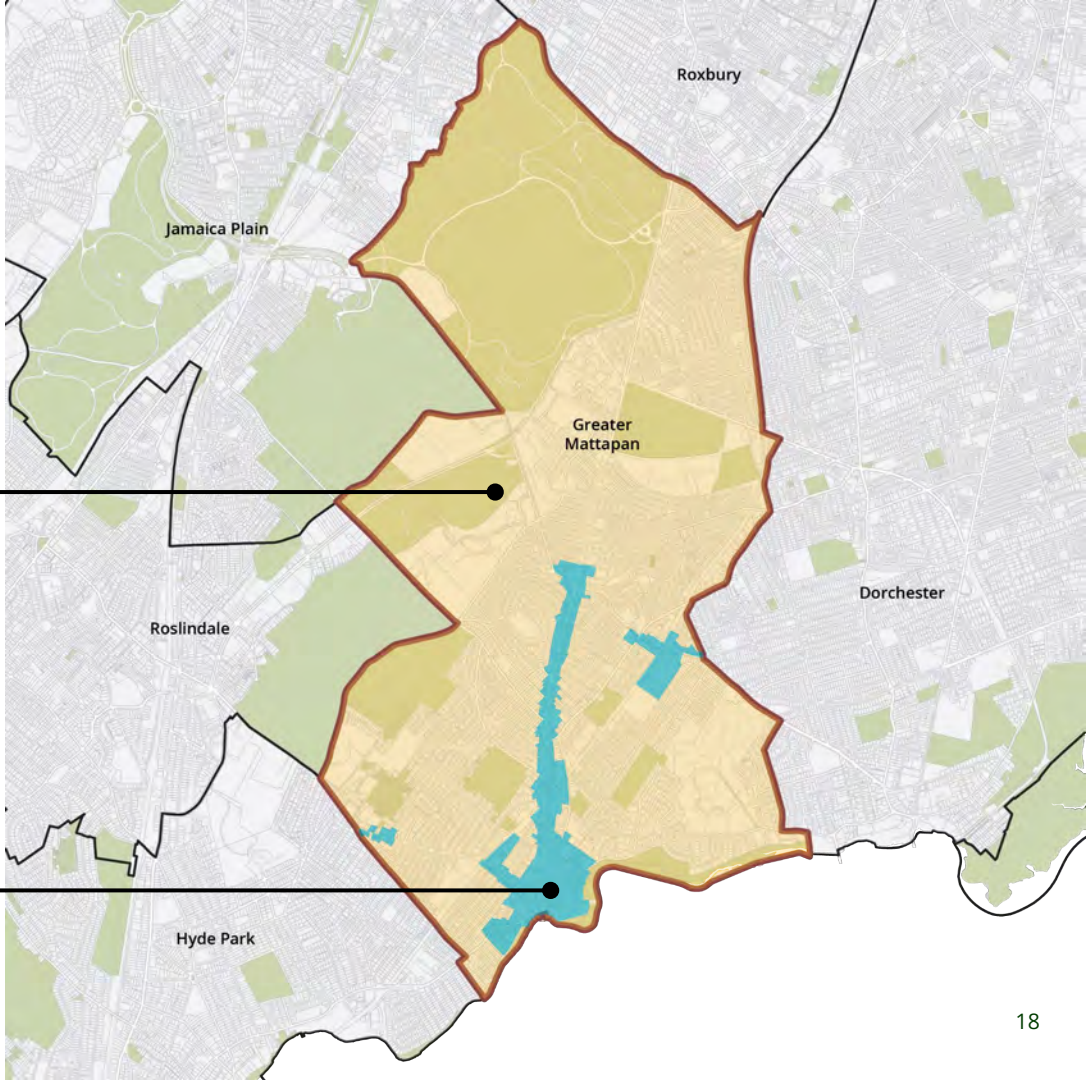 Roxbury
Jamaica Plain
Greater
Mattapan
Dorchester
Roslindale
Hyde Park
18